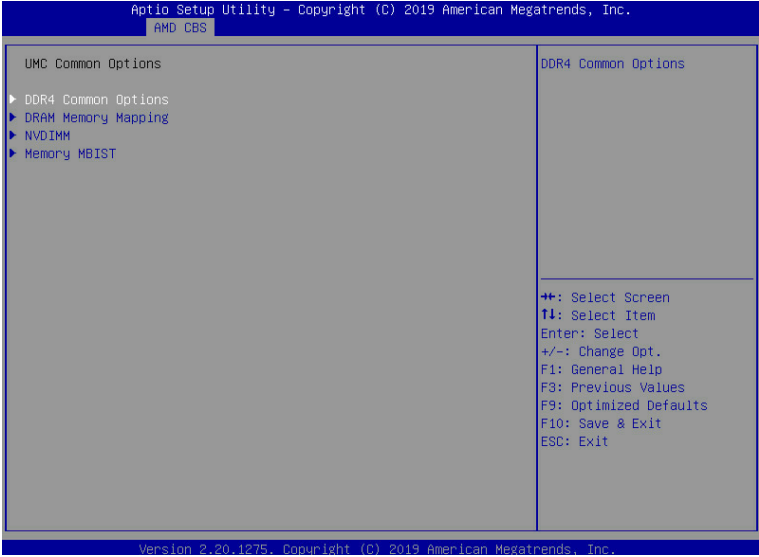 Aptio Setup Utility – Copyright (C) 2019 American Megatrends, Inc.
AMD CBS
UMC Common Options
DDR4 Common Options
DRAM Memory Mapping
NVDIMM
Memory MBIST
DDR4 Common Options
→←: Select Screen
↑↓: Select Item
Enter: Select
+/-: Change Opt.
F1: General Help
F3: Previous Values
F9: Optimized Defaults
F10: Save & Exit
ESC: Exit
Version 2.20.1275. Copyright (C) 2019 American Megatrends, Inc.